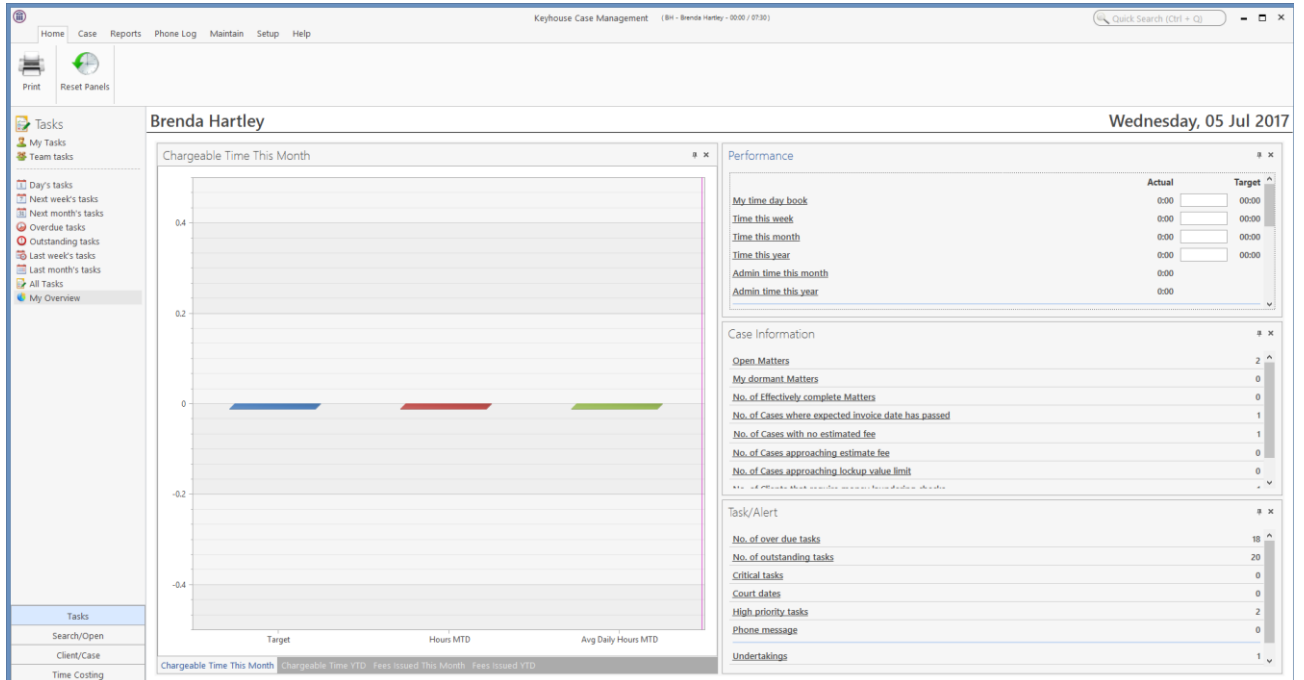 Keyhouse Case Management ( BH - Brenda Hartley - 00:00 / 07:30 )
Quick Search (Ctrl + Q)
Home Case Reports Phone Log Maintain Setup Help
Print Reset Panels
Tasks
My Tasks
Team tasks
Day's tasks
Next week's tasks
Next month's tasks
Overdue tasks
Outstanding tasks
Last week's tasks
Last month's tasks
All Tasks
My Overview
Tasks
Search/Open
Client/Case
Time Costing
Brenda Hartley
Wednesday, 05 Jul 2017
Chargeable Time This Month
0.4
0.2
0
-0.2
-0.4
Target Hours MTD Avg Daily Hours MTD
Chargeable Time This Month Chargeable Time YTD Fees Issued This Month Fees Issued YTD
Performance
Actual Target
My time day book 0:00 00:00
Time this week 0:00 00:00
Time this month 0:00 00:00
Time this year 0:00 00:00
Admin time this month 0:00
Admin time this year 0:00
Case Information
Open Matters 2
My dormant Matters 0
No. of Effectively complete Matters 0
No. of Cases where expected invoice date has passed 1
No. of Cases with no estimated fee 1
No. of Cases approaching estimate fee 0
No. of Cases approaching lockup value limit 0
No. of Clients that require money laundering checks
Task/Alert
No. of over due tasks 18
No. of outstanding tasks 20
Critical tasks 0
Court dates 0
High priority tasks 2
Phone message 0
Undertakings 1